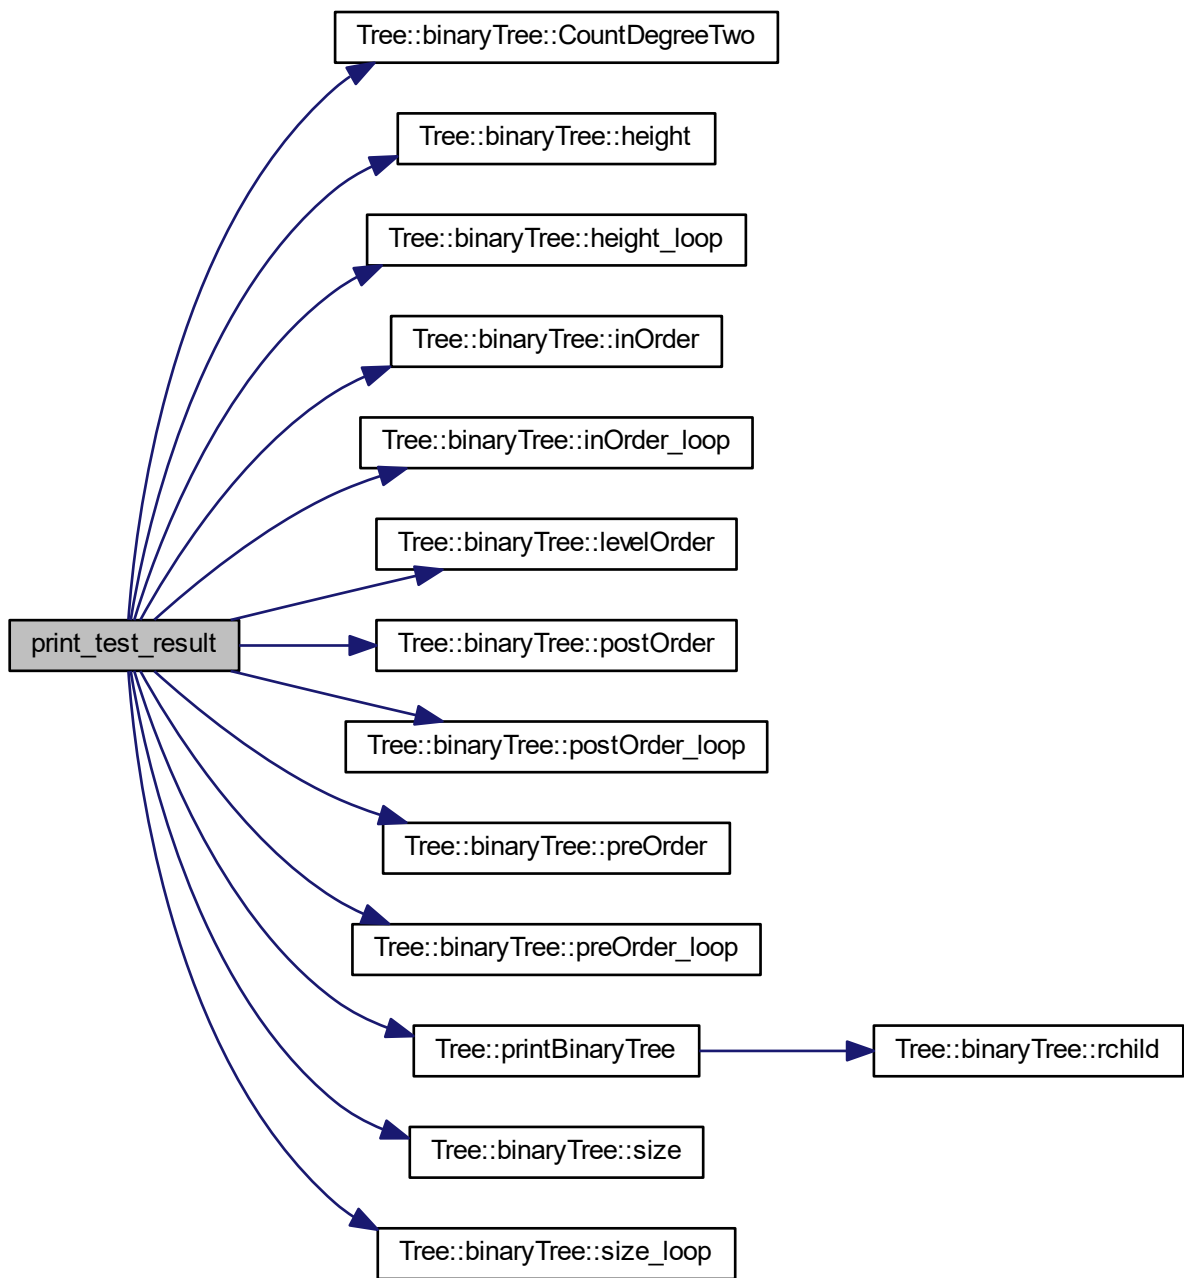 Tree::binaryTree::CountDegreeTwo
Tree::binaryTree::height
Tree::binaryTree::height_loop
Tree::binaryTree::inOrder
Tree::binaryTree::inOrder_loop
Tree::binaryTree::levelOrder
print_test_result
Tree::binaryTree::postOrder
Tree::binaryTree::postOrder_loop
Tree::binaryTree::preOrder
Tree::binaryTree::preOrder_loop
Tree::printBinaryTree
Tree::binaryTree::rchild
Tree::binaryTree::size
Tree::binaryTree::size_loop